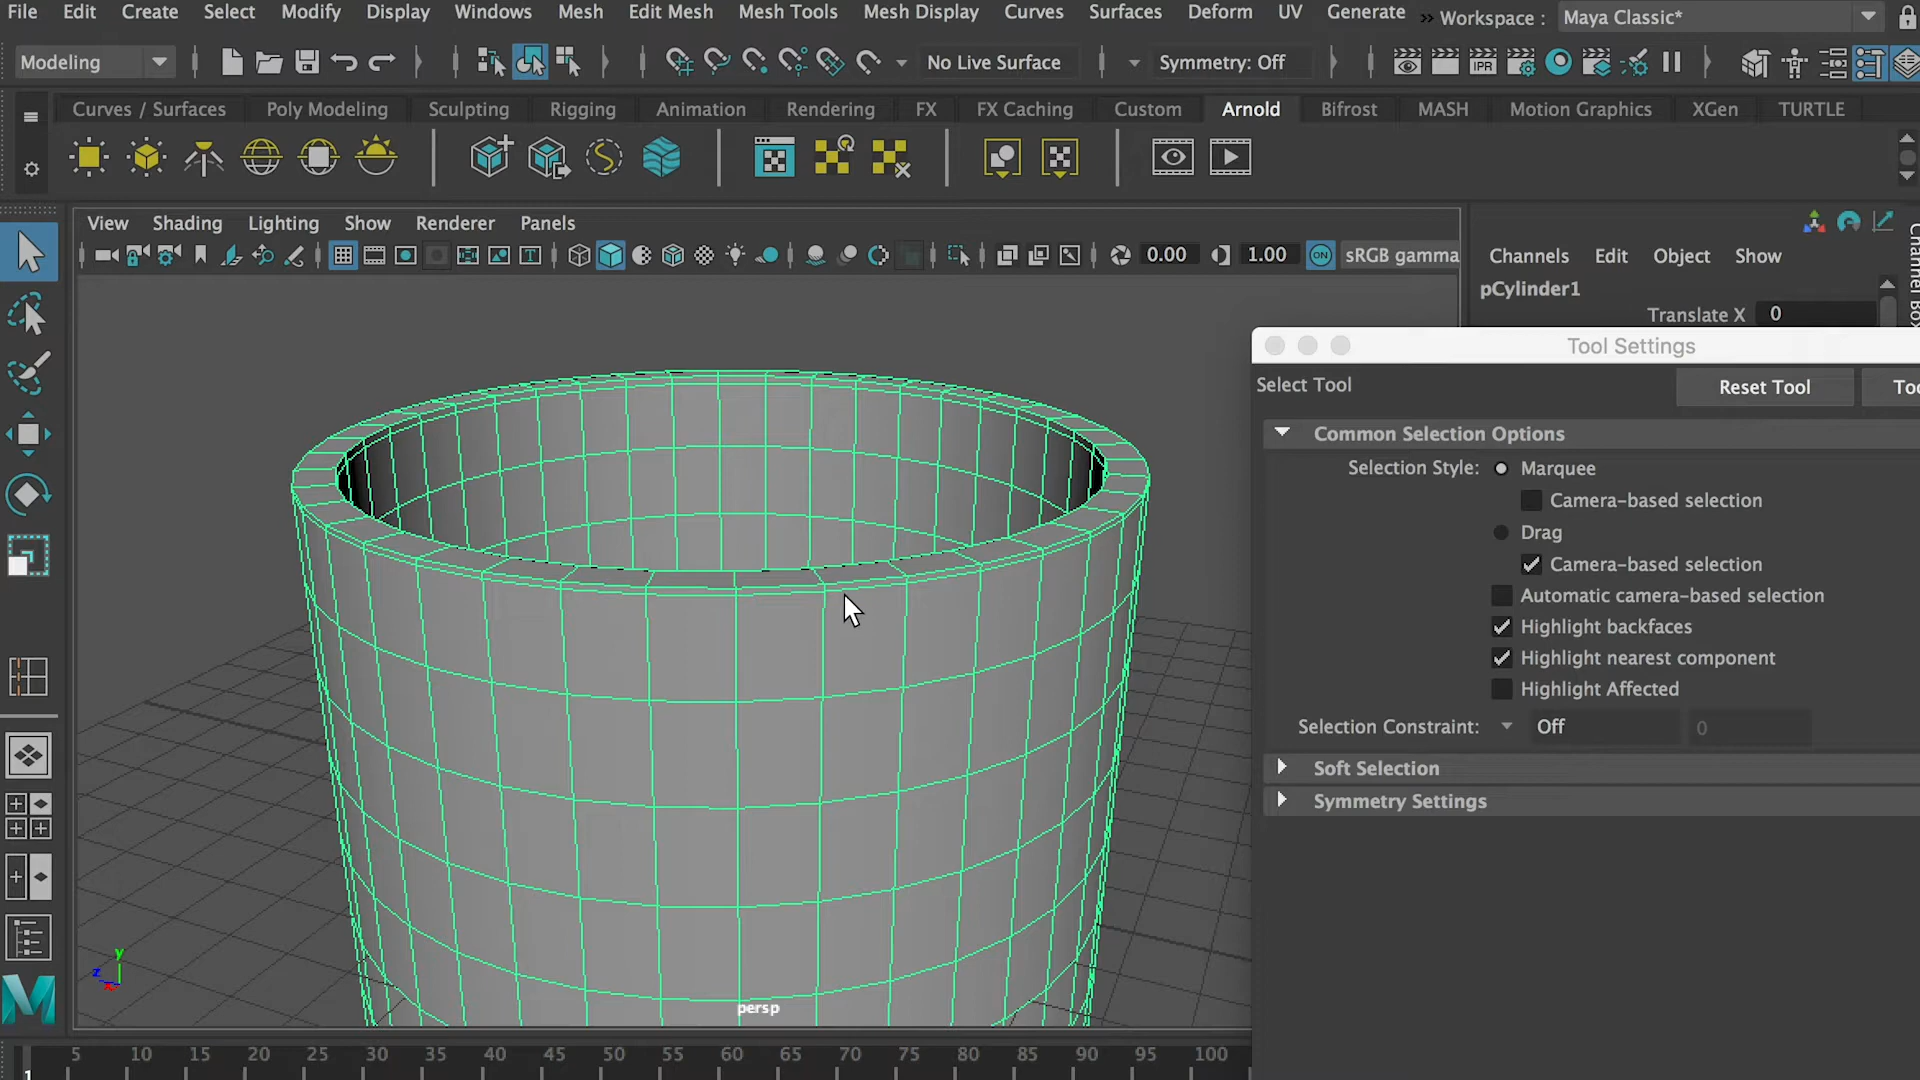 File Edit Create Select Modify Display Windows Mesh Edit Mesh Mesh Tools Mesh Display Curves Surfaces Deform UV Generate » Workspace : Maya Classic*
Modeling No Live Surface Symmetry: Off
IPR
Curves / Surfaces Poly Modeling Sculpting Rigging Animation Rendering FX FX Caching Custom Arnold Bifrost MASH Motion Graphics XGen TURTLE
View Shading Lighting Show Renderer Panels
T 0.00 1.00 ON sRGB gamma
Channels Edit Object Show
Channel Box
pCylinder1
Translate X 0
Tool Settings
Select Tool Reset Tool Too
Common Selection Options
Selection Style: Marquee
Camera-based selection
Drag
Camera-based selection
Automatic camera-based selection
Highlight backfaces
Highlight nearest component
Highlight Affected
Selection Constraint: Off 0
Soft Selection
Symmetry Settings
y
z
x
persp
M
5 10 15 20 25 30 35 40 45 50 55 60 65 70 75 80 85 90 95 100
1